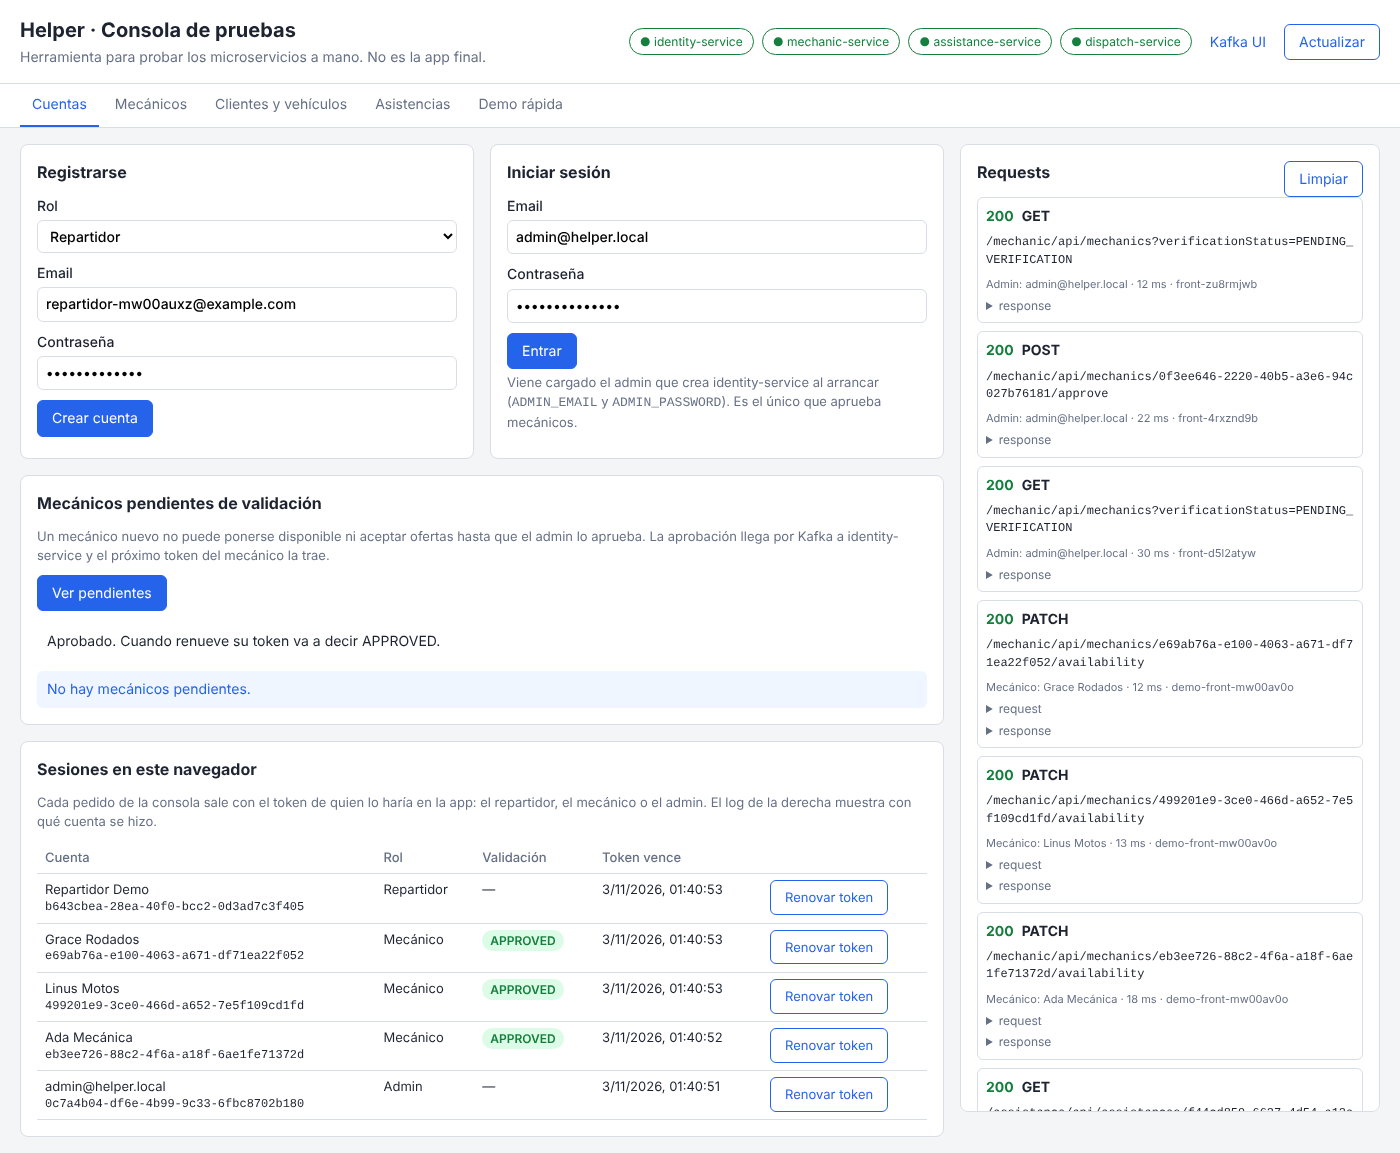 Helper · Consola de pruebas
Herramienta para probar los microservicios a mano. No es la app final.
identity-service
mechanic-service
assistance-service
dispatch-service
Kafka UI
Actualizar
Cuentas
Mecánicos
Clientes y vehículos
Asistencias
Demo rápida
Registrarse
Rol
Repartidor
Email
repartidor-mw00auxz@example.com
Contraseña
•••••••••••••
Crear cuenta
Iniciar sesión
Email
admin@helper.local
Contraseña
••••••••••••••
Entrar
Viene cargado el admin que crea identity-service al arrancar
(ADMIN_EMAIL y ADMIN_PASSWORD). Es el único que aprueba
mecánicos.
Mecánicos pendientes de validación
Un mecánico nuevo no puede ponerse disponible ni aceptar ofertas hasta que el admin lo aprueba. La aprobación llega por Kafka a identity-
service y el próximo token del mecánico la trae.
Ver pendientes
Aprobado. Cuando renueve su token va a decir APPROVED.
No hay mecánicos pendientes.
Sesiones en este navegador
Cada pedido de la consola sale con el token de quien lo haría en la app: el repartidor, el mecánico o el admin. El log de la derecha muestra con
qué cuenta se hizo.
Cuenta Rol Validación Token vence
Repartidor Demo Repartidor — 3/11/2026, 01:40:53 Renovar token
b643cbea-28ea-40f0-bcc2-0d3ad7c3f405
Grace Rodados Mecánico APPROVED 3/11/2026, 01:40:53 Renovar token
e69ab76a-e100-4063-a671-df71ea22f052
Linus Motos Mecánico APPROVED 3/11/2026, 01:40:53 Renovar token
499201e9-3ce0-466d-a652-7e5f109cd1fd
Ada Mecánica Mecánico APPROVED 3/11/2026, 01:40:52 Renovar token
eb3ee726-88c2-4f6a-a18f-6ae1fe71372d
admin@helper.local Admin — 3/11/2026, 01:40:51 Renovar token
0c7a4b04-df6e-4b99-9c33-6fbc8702b180
Requests
Limpiar
200 GET
/mechanic/api/mechanics?verificationStatus=PENDING_
VERIFICATION
Admin: admin@helper.local · 12 ms · front-zu8rmjwb
response
200 POST
/mechanic/api/mechanics/0f3ee646-2220-40b5-a3e6-94c
027b76181/approve
Admin: admin@helper.local · 22 ms · front-4rxznd9b
response
200 GET
/mechanic/api/mechanics?verificationStatus=PENDING_
VERIFICATION
Admin: admin@helper.local · 30 ms · front-d5l2atyw
response
200 PATCH
/mechanic/api/mechanics/e69ab76a-e100-4063-a671-df7
1ea22f052/availability
Mecánico: Grace Rodados · 12 ms · demo-front-mw00av0o
request
response
200 PATCH
/mechanic/api/mechanics/499201e9-3ce0-466d-a652-7e5
f109cd1fd/availability
Mecánico: Linus Motos · 13 ms · demo-front-mw00av0o
request
response
200 PATCH
/mechanic/api/mechanics/eb3ee726-88c2-4f6a-a18f-6ae
1fe71372d/availability
Mecánico: Ada Mecánica · 18 ms · demo-front-mw00av0o
request
response
200 GET